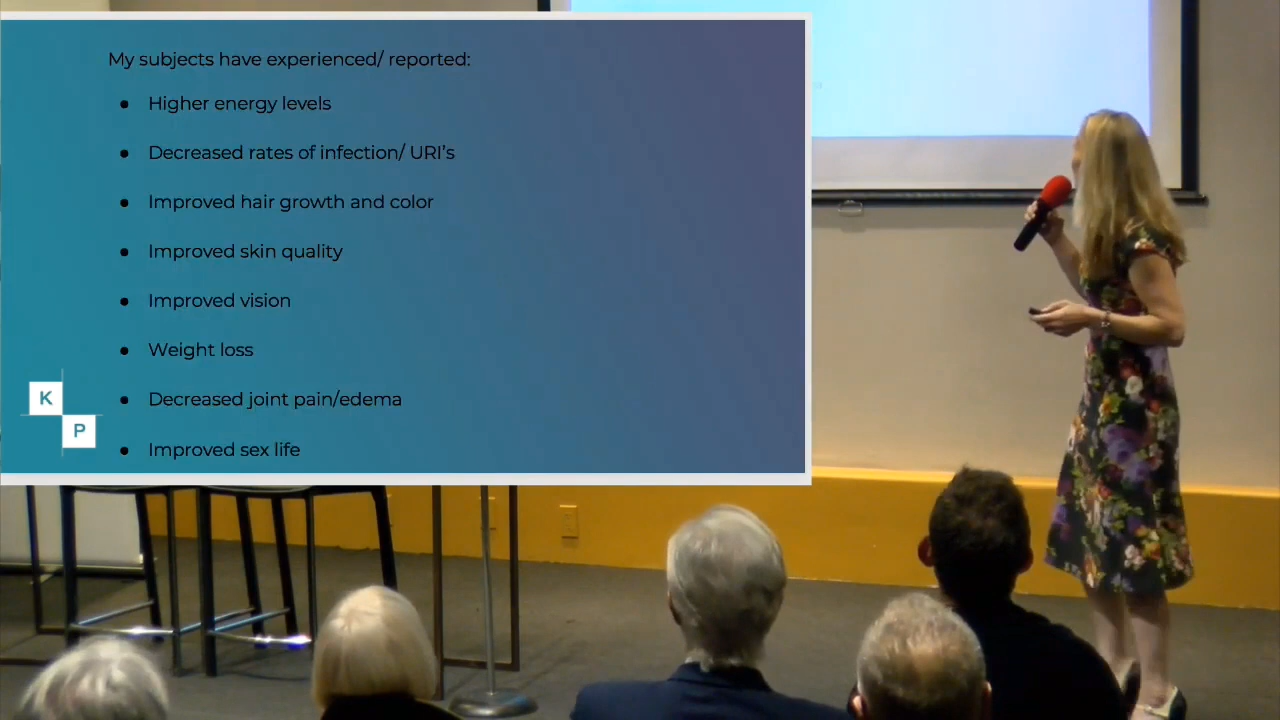 My subjects have experienced/ reported:
● Higher energy levels
● Decreased rates of infection/ URI's
● Improved hair growth and color
● Improved skin quality
● Improved vision
● Weight loss
● Decreased joint pain/edema
● Improved sex life
K
P